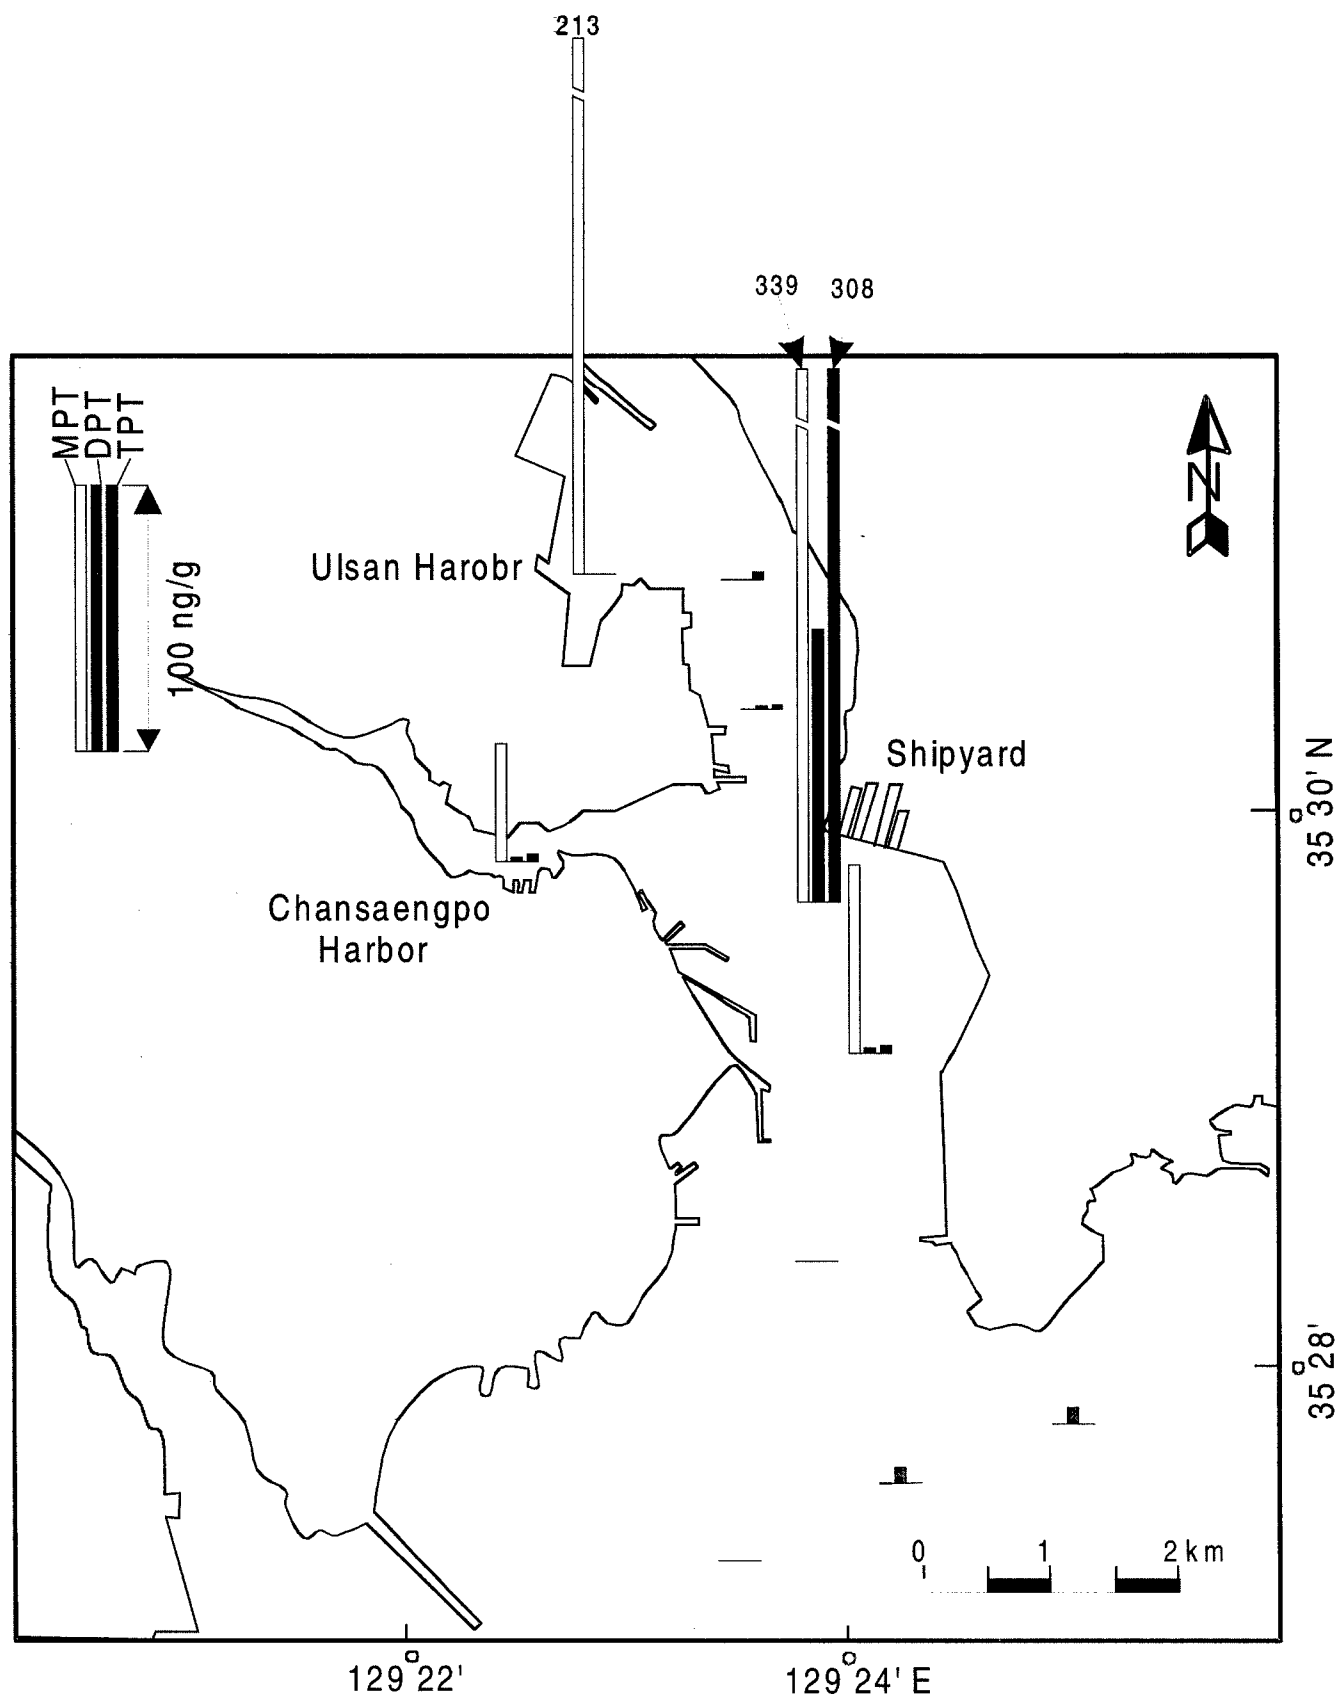 213
339 308
MPT
DPT
TPT
100 ng/g
N
Ulsan Harobr
Shipyard
Chansaengpo
Harbor
35° 30' N
35° 28'
0 1 2 km
129° 22' 129° 24' E